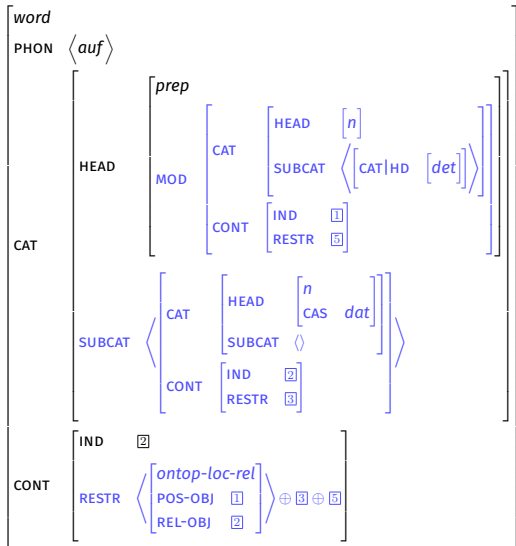 word
PHON ⟨auf⟩
prep
HEAD [n]
CAT
SUBCAT ⟨[CAT|HD [det]]⟩
HEAD MOD
IND 1
CONT
RESTR 5
CAT
n
HEAD
CAS dat
CAT
SUBCAT ⟨⟩
SUBCAT
IND 2
CONT
RESTR 3
IND 2
ontop-loc-rel
CONT
RESTR ⟨POS-OBJ 1⟩ ⊕ 3 ⊕ 5
REL-OBJ 2